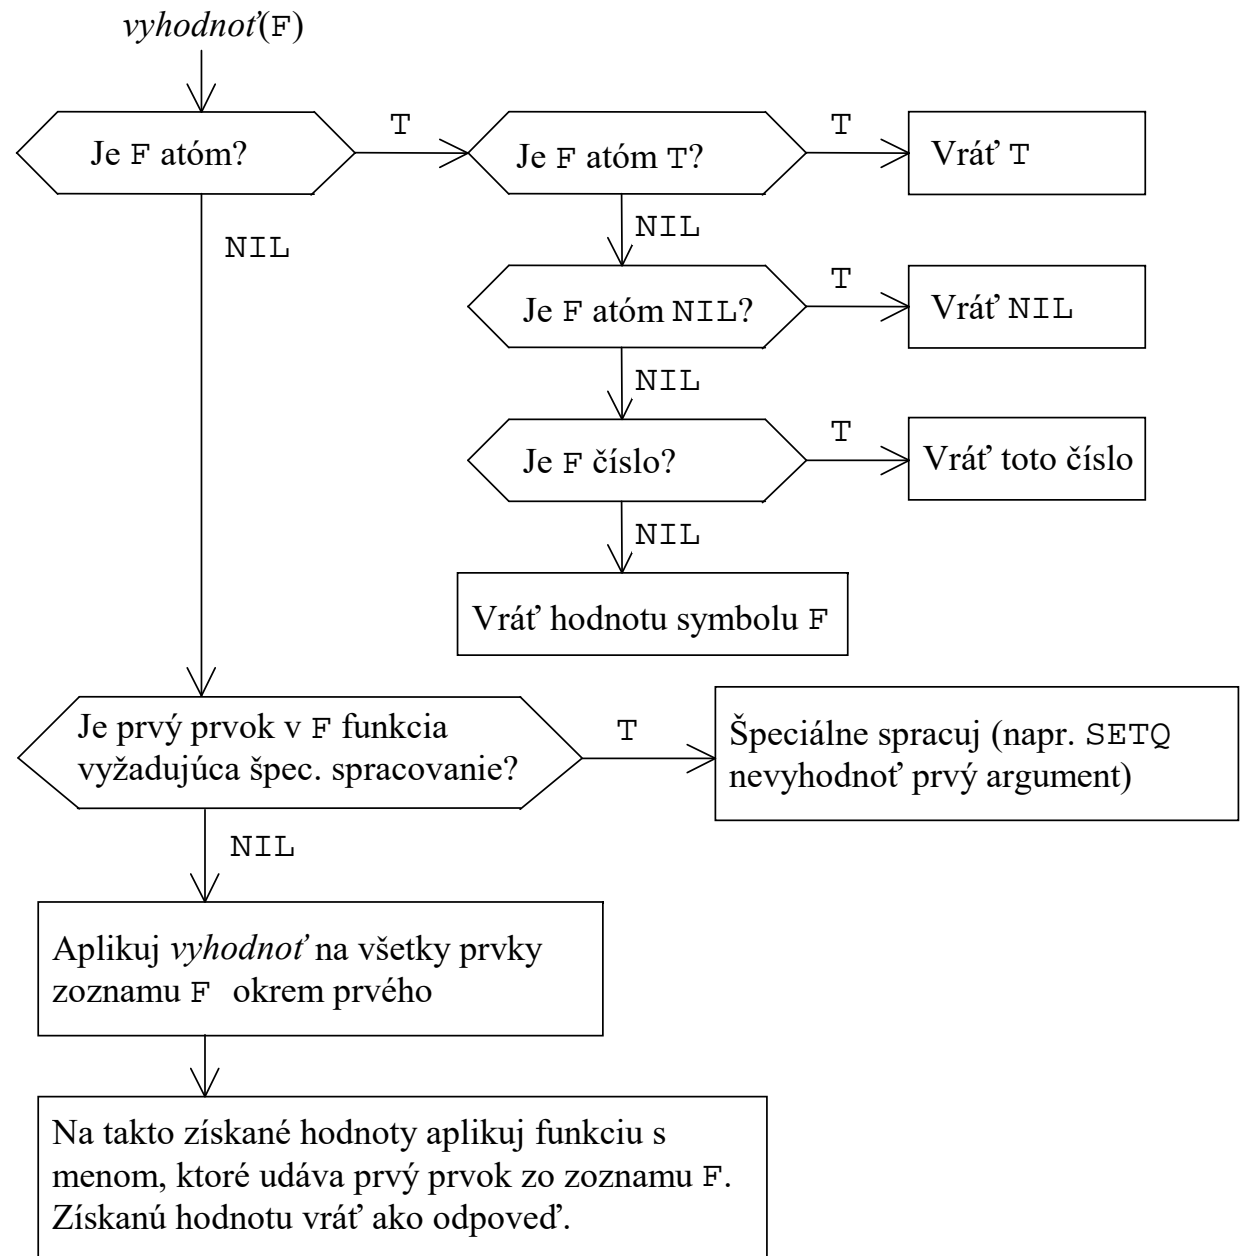 vyhodnoť(F)
Je F atóm?
T
Je F atóm T?
T
Vráť T
NIL
NIL
Je F atóm NIL?
T
Vráť NIL
NIL
Je F číslo?
T
Vráť toto číslo
NIL
Vráť hodnotu symbolu F
Je prvý prvok v F funkcia
vyžadujúca špec. spracovanie?
T
Špeciálne spracuj (napr. SETQ
nevyhodnoť prvý argument)
NIL
Aplikuj vyhodnoť na všetky prvky
zoznamu F okrem prvého
Na takto získané hodnoty aplikuj funkciu s
menom, ktoré udáva prvý prvok zo zoznamu F.
Získanú hodnotu vráť ako odpoveď.